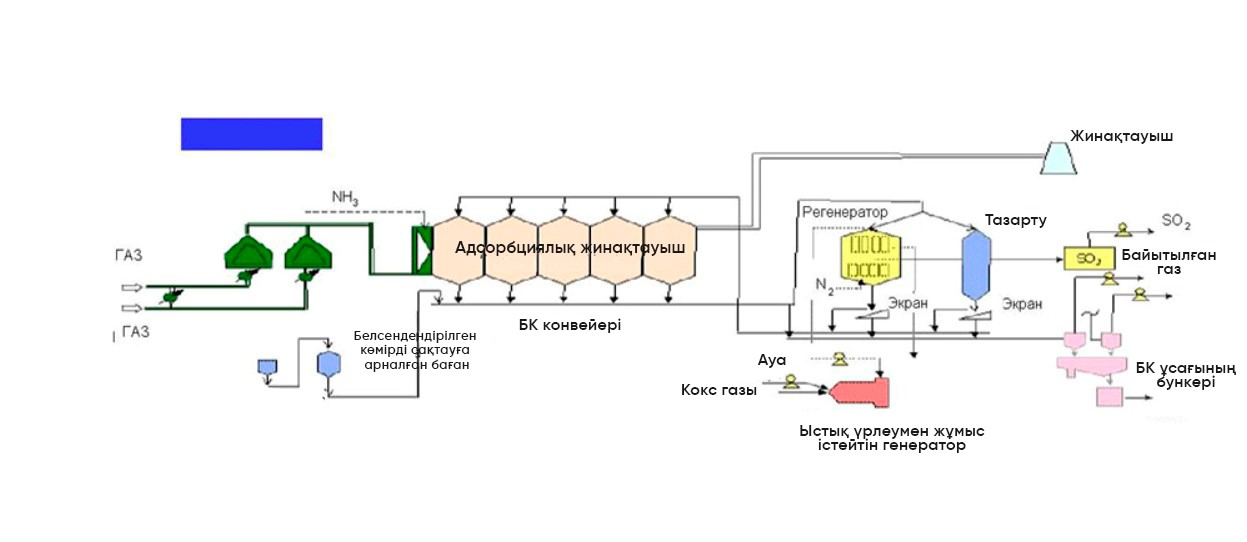 Жинақтауыш
NH3
Регенератор
Тазарту
SO2
Адсорбциялық жинақтауыш
ГАЗ
SO2
Байытылған
газ
N2
Экран
Экран
ГАЗ
БК конвейері
Белсендендірілген
көмірді сақтауға
арналған баған
Ауа
Кокс газы
БК ұсағының
бункері
Ыстық үрлеумен жұмыс
істейтін генератор